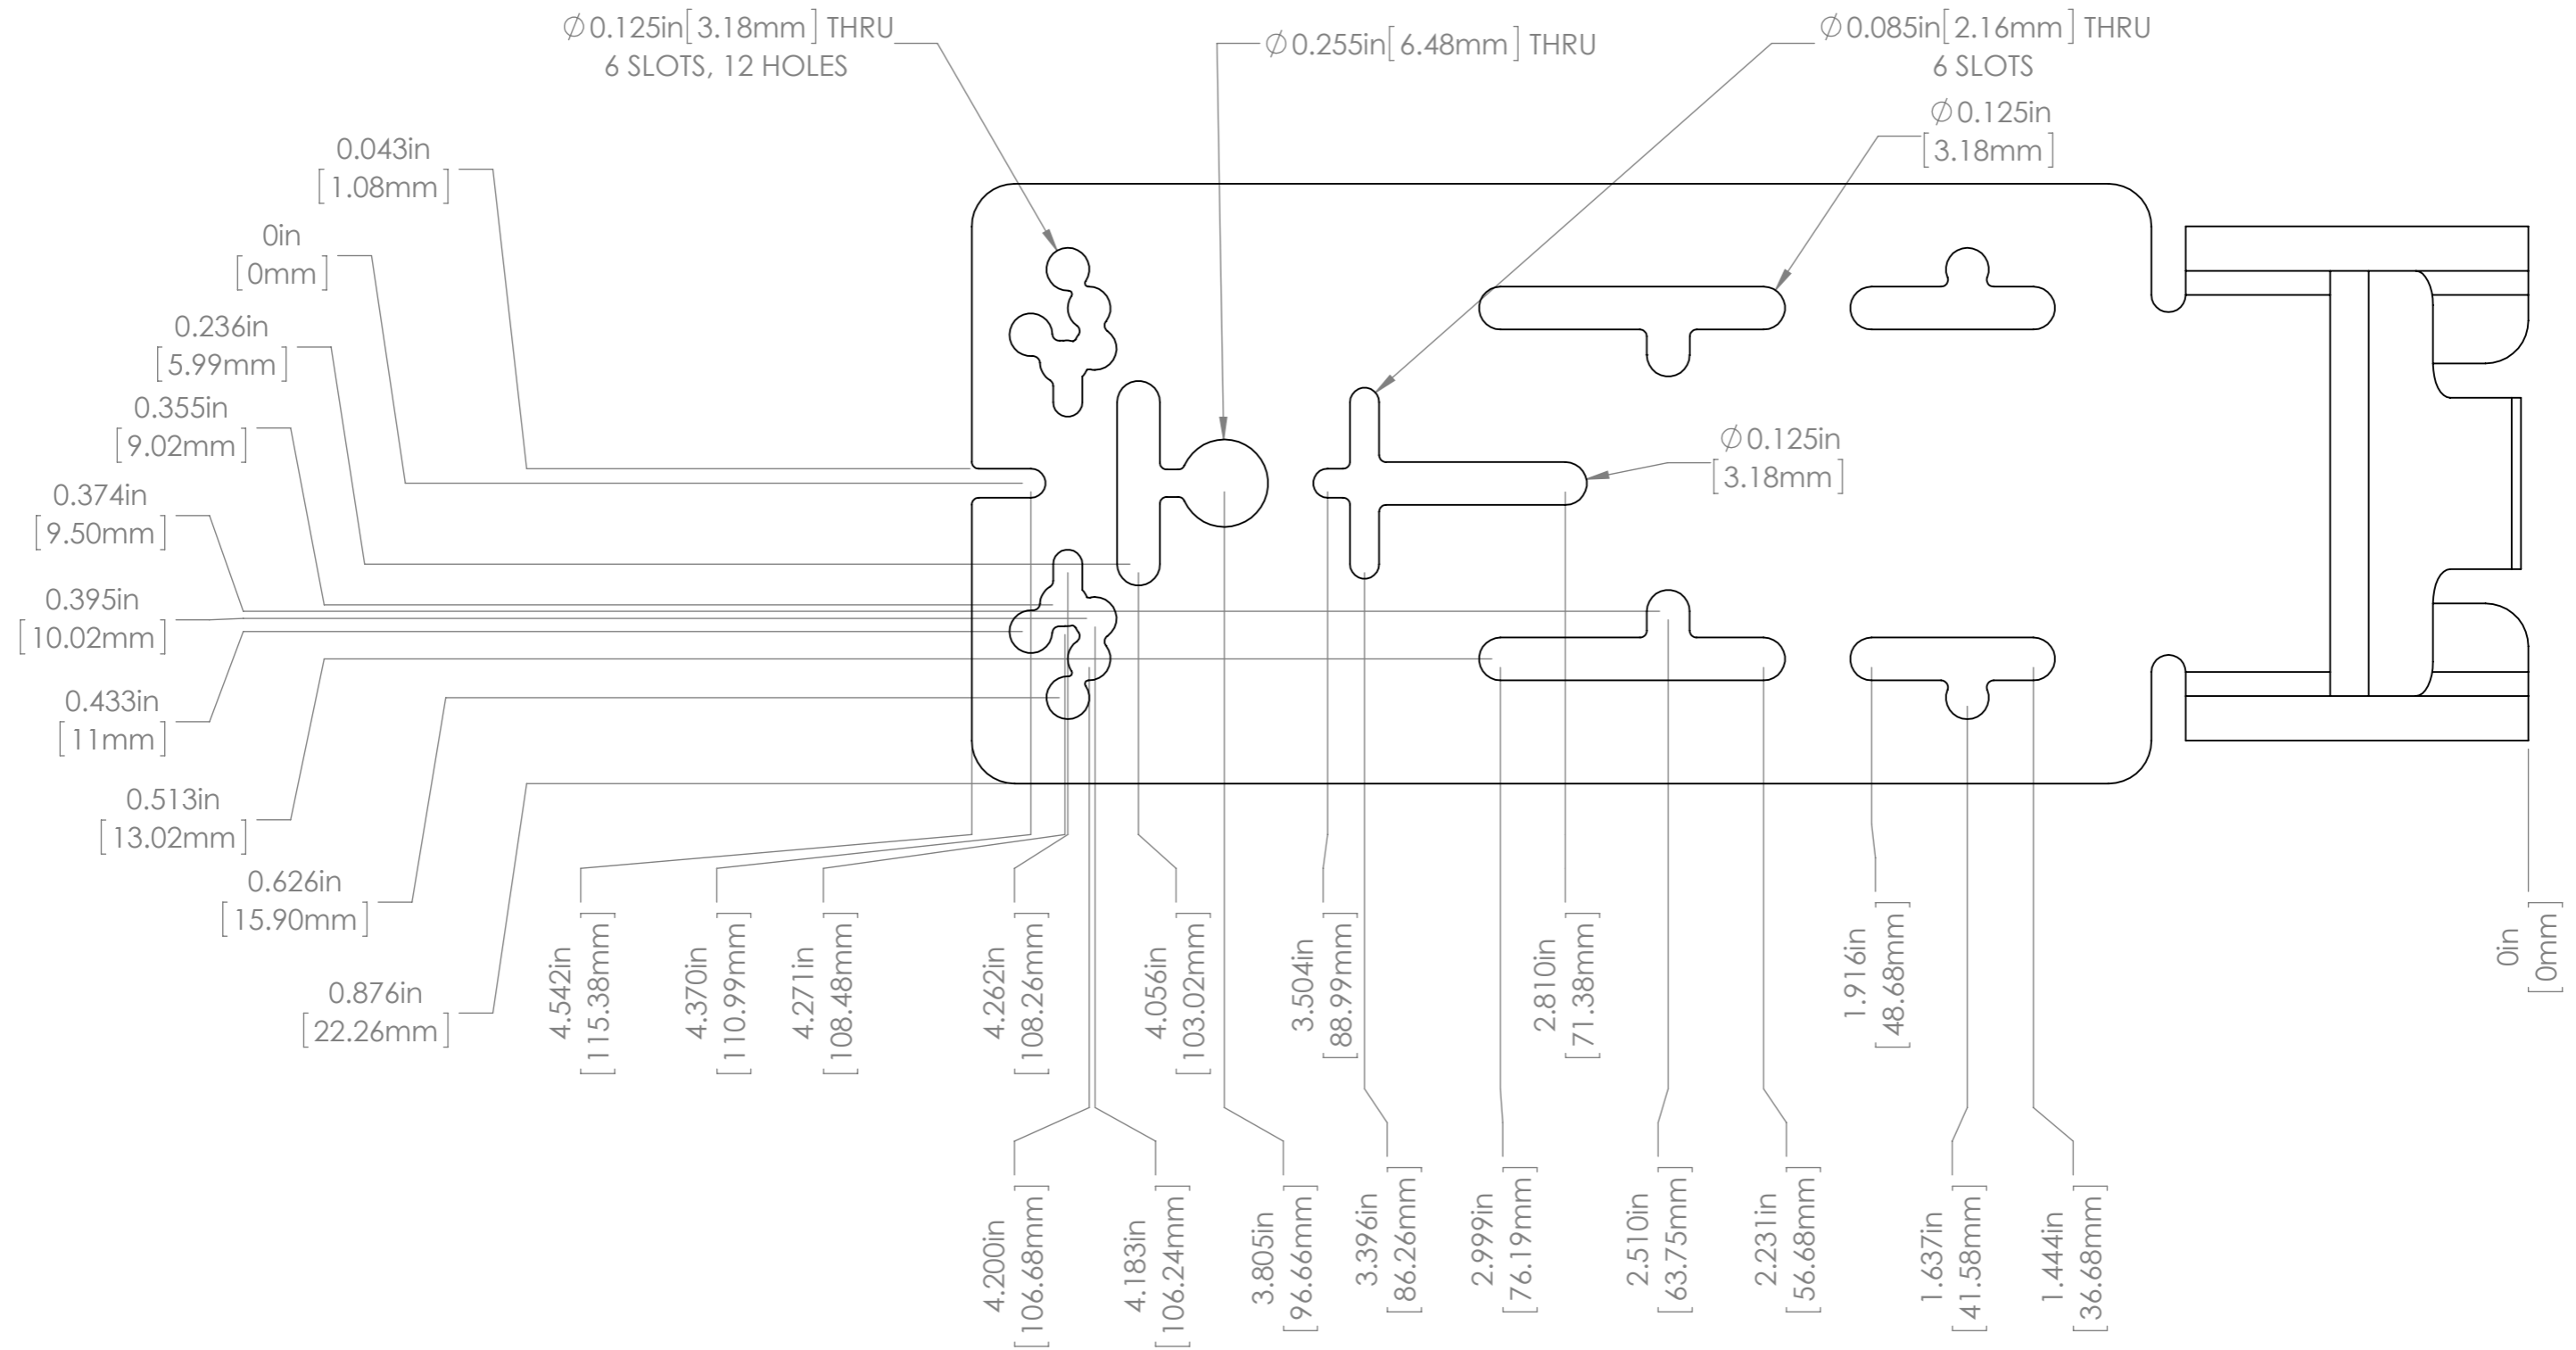 ∅0.125in[3.18mm] THRU
6 SLOTS, 12 HOLES
∅0.255in[6.48mm] THRU
∅0.085in[2.16mm] THRU
6 SLOTS
∅0.125in
[3.18mm]
0.043in
[1.08mm]
0in
[0mm]
0.236in
[5.99mm]
0.355in
[9.02mm]
∅0.125in
[3.18mm]
0.374in
[9.50mm]
0.395in
[10.02mm]
0.433in
[11mm]
0.513in
[13.02mm]
0.626in
[15.90mm]
0.876in
[22.26mm]
4.542in
[115.38mm]
4.370in
[110.99mm]
4.271in
[108.48mm]
4.262in
[108.26mm]
4.056in
[103.02mm]
3.504in
[88.99mm]
2.810in
[71.38mm]
1.916in
[48.68mm]
0in
[0mm]
4.200in
[106.68mm]
4.183in
[106.24mm]
3.805in
[96.66mm]
3.396in
[86.26mm]
2.999in
[76.19mm]
2.510in
[63.75mm]
2.231in
[56.68mm]
1.637in
[41.58mm]
1.444in
[36.68mm]